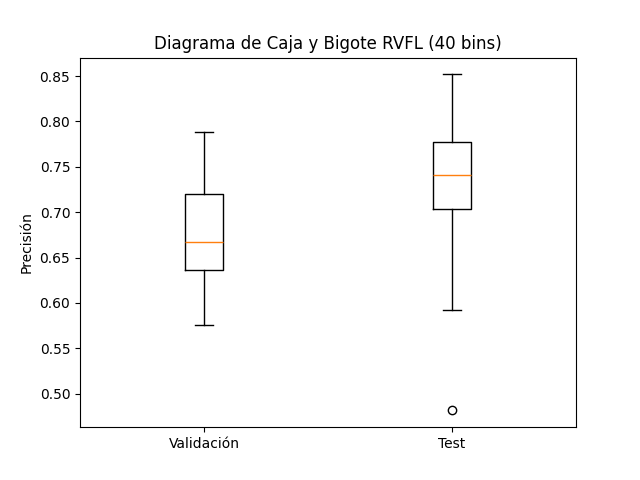 Diagrama de Caja y Bigote RVFL (40 bins)
0.85
0.80
0.75
0.70
0.65
0.60
0.55
0.50
Precisión
Validación
Test